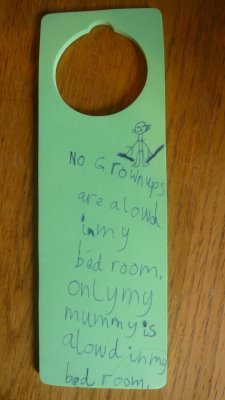 No Grownups
are alowd
in my
bed room,
only my
mummy is
alowd in my
bed room,